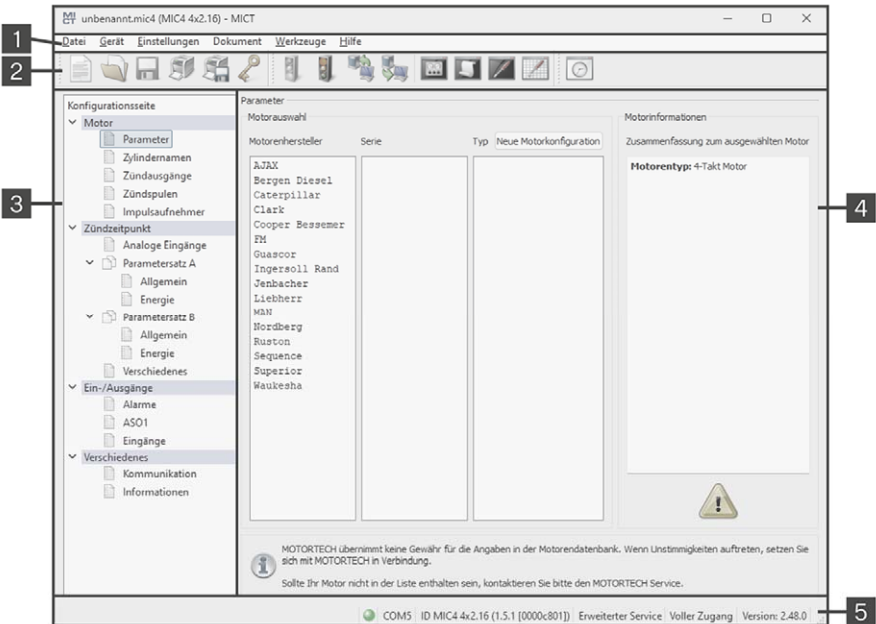 MICT unbenannt.mic4 (MIC4 4x2.16) - MICT
1
Datei Gerät Einstellungen Dokument Werkzeuge Hilfe
2
Konfigurationsseite
Motor
Parameter
Zylindernamen
Zündausgänge
Zündspulen
Impulsaufnehmer
Zündzeitpunkt
Analoge Eingänge
Parametersatz A
Allgemein
Energie
Parametersatz B
Allgemein
Energie
Verschiedenes
Ein-/Ausgänge
Alarme
ASO1
Eingänge
Verschiedenes
Kommunikation
Informationen
3
Parameter
Motorauswahl
Motorenhersteller Serie Typ Neue Motorkonfiguration
AJAX
Bergen Diesel
Caterpillar
Clark
Cooper Bessemer
FM
Guascor
Ingersoll Rand
Jenbacher
Liebherr
MAN
Nordberg
Ruston
Sequence
Superior
Waukesha
Motorinformationen
Zusammenfassung zum ausgewählten Motor
Motorentyp: 4-Takt Motor
4
MOTORTECH übernimmt keine Gewähr für die Angaben in der Motorendatenbank. Wenn Unstimmigkeiten auftreten, setzen Sie
sich mit MOTORTECH in Verbindung.
Sollte Ihr Motor nicht in der Liste enthalten sein, kontaktieren Sie bitte den MOTORTECH Service.
COM5 ID MIC4 4x2.16 (1.5.1 [0000c801]) Erweiterter Service Voller Zugang Version: 2.48.0
5